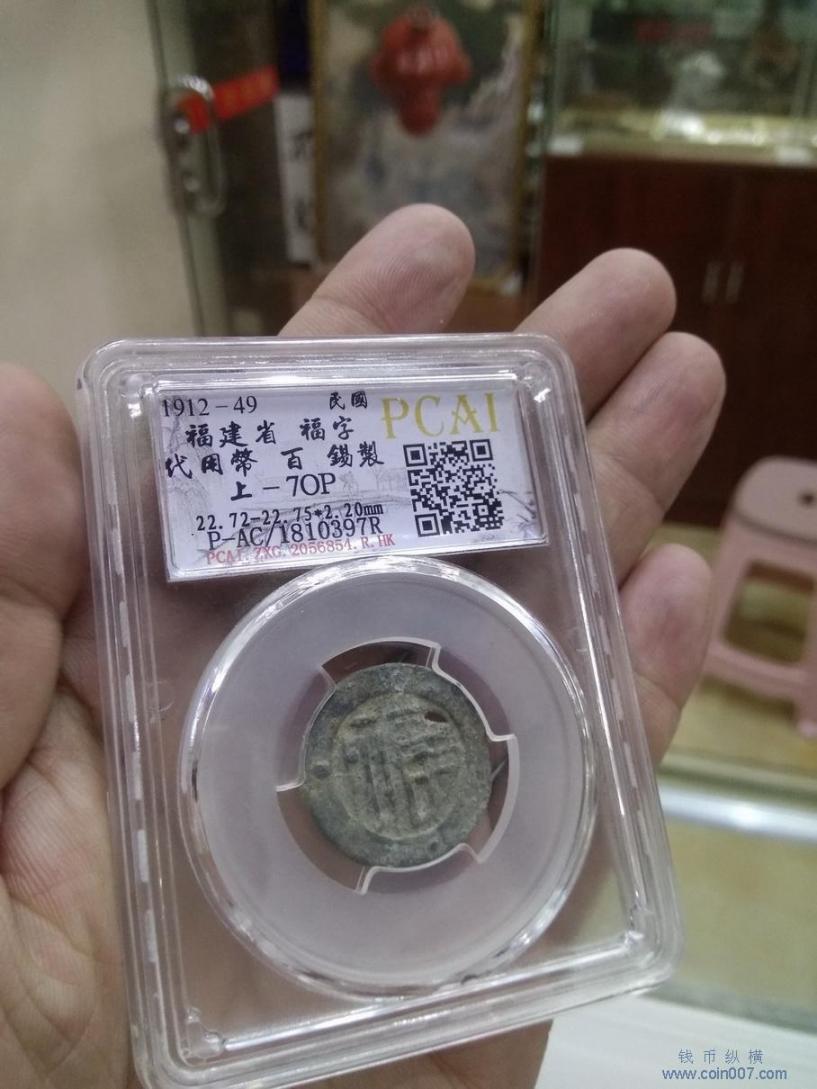 1912-49 民國
PCAI
福建省 福字
代用幣 百 錫製
上-70P
22.72-22.75*2.20mm
P-AC/1810397R
PCAI.ZXG.2056854.R.HK
钱币纵横
www.coin007.com